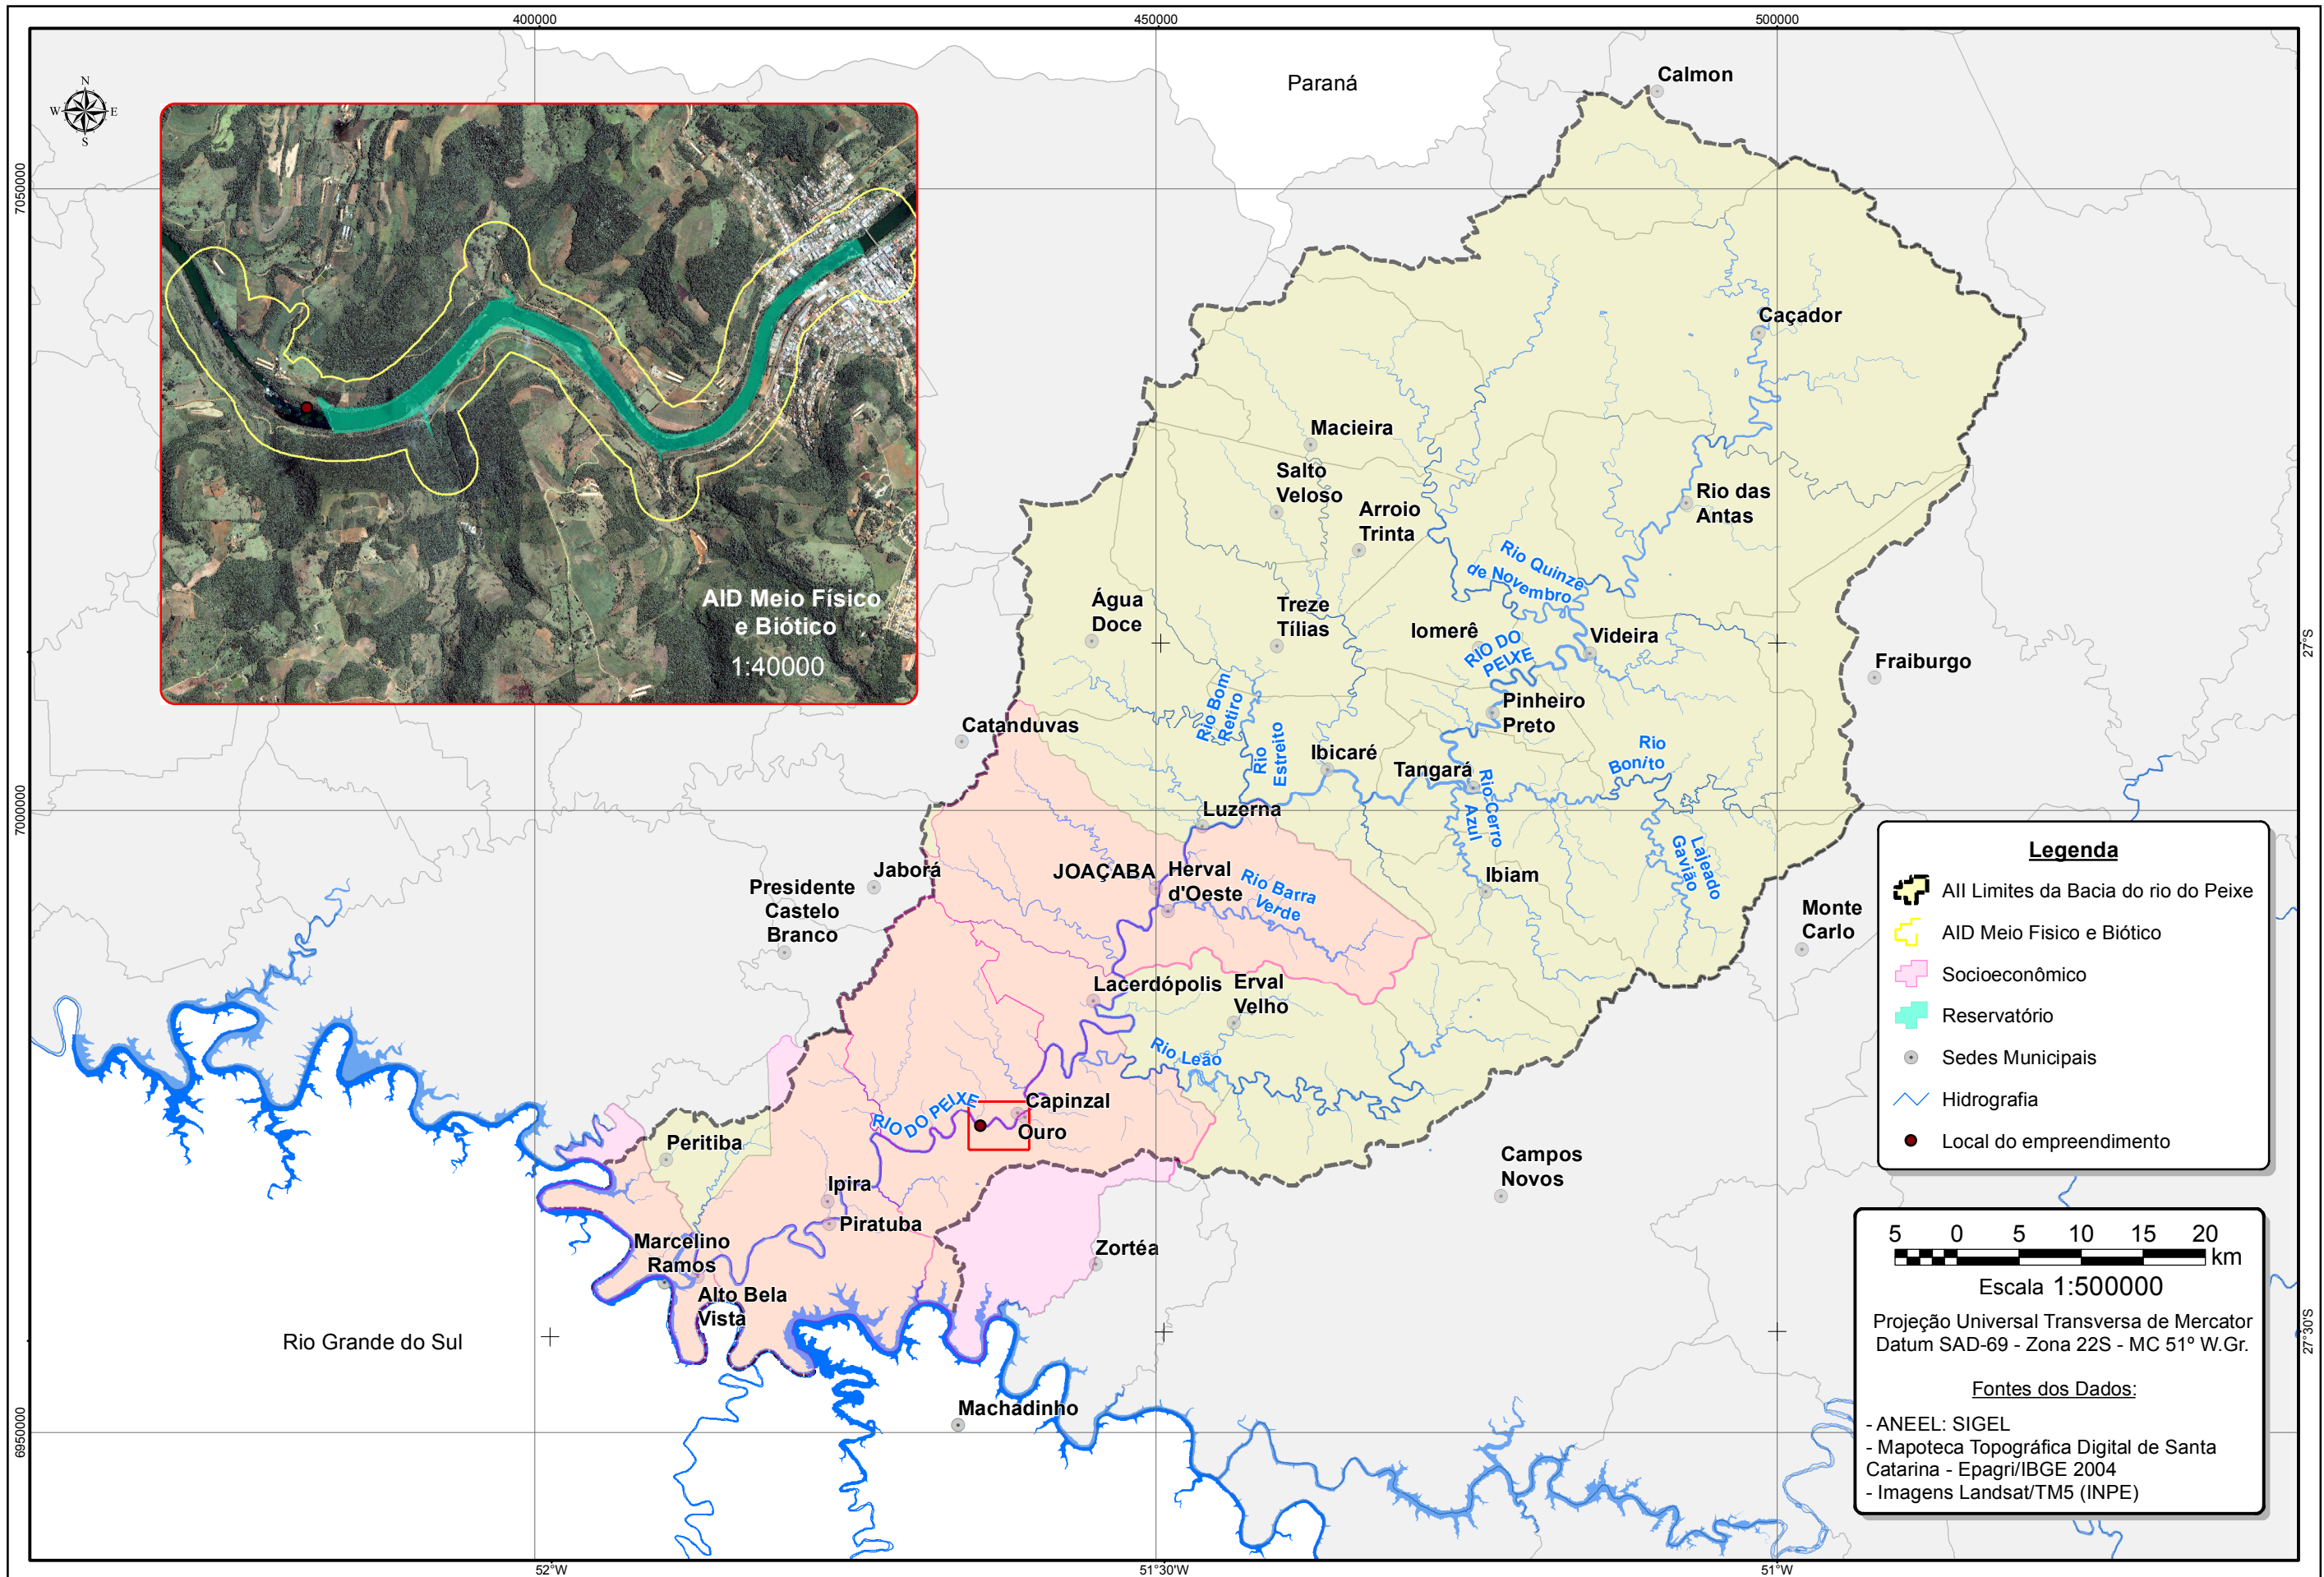 400000
450000
500000
7050000
7000000
6950000
27°S
27°30'S
52°W
51°30'W
51°W
N
W
E
S
Paraná
Calmon
Caçador
Macieira
Salto
Veloso
Arroio
Trinta
Rio das
Antas
Rio Quinze
de Novembro
Água
Doce
Treze
Tílias
Iomerê
RIO DO
PEIXE
Videira
Fraiburgo
Pinheiro
Preto
Rio Bom
Retiro
Rio
Estreito
Catanduvas
Ibicaré
Tangará
Rio
Bonito
Rio Cerro
Azul
Lajeado
Gavião
Luzerna
Jaborá
JOAÇABA
Herval
d'Oeste
Rio Barra
Verde
Ibiam
Presidente
Castelo
Branco
Monte
Carlo
Lacerdópolis
Erval
Velho
Rio Leão
RIO DO PEIXE
Capinzal
Ouro
Peritiba
Campos
Novos
Ipira
Piratuba
Marcelino
Ramos
Zortéa
Alto Bela
Vista
Rio Grande do Sul
Machadinho
AID Meio Físico
e Biótico
1:40000
Legenda
AII Limites da Bacia do rio do Peixe
AID Meio Fisico e Biótico
Socioeconômico
Reservatório
Sedes Municipais
Hidrografia
Local do empreendimento
5 0 5 10 15 20
km
Escala 1:500000
Projeção Universal Transversa de Mercator
Datum SAD-69 - Zona 22S - MC 51º W.Gr.
Fontes dos Dados:
- ANEEL: SIGEL
- Mapoteca Topográfica Digital de Santa
Catarina - Epagri/IBGE 2004
- Imagens Landsat/TM5 (INPE)